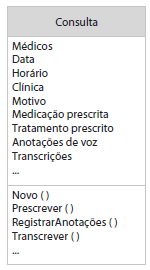 Consulta
Médicos
Data
Horário
Clínica
Motivo
Medicação prescrita
Tratamento prescrito
Anotações de voz
Transcrições
...
Novo ( )
Prescrever ( )
RegistrarAnotações ( )
Transcrever ( )
...